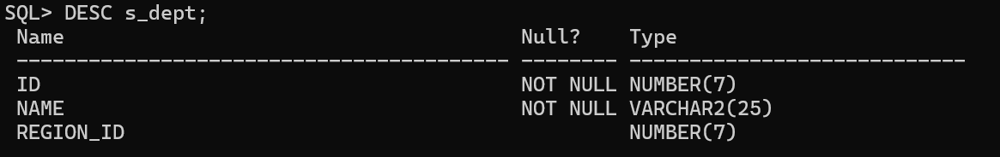 SQL> DESC s_dept;
 Name                                      Null?    Type
 ----------------------------------------- -------- ----------------------------
 ID                                        NOT NULL NUMBER(7)
 NAME                                      NOT NULL VARCHAR2(25)
 REGION_ID                                          NUMBER(7)